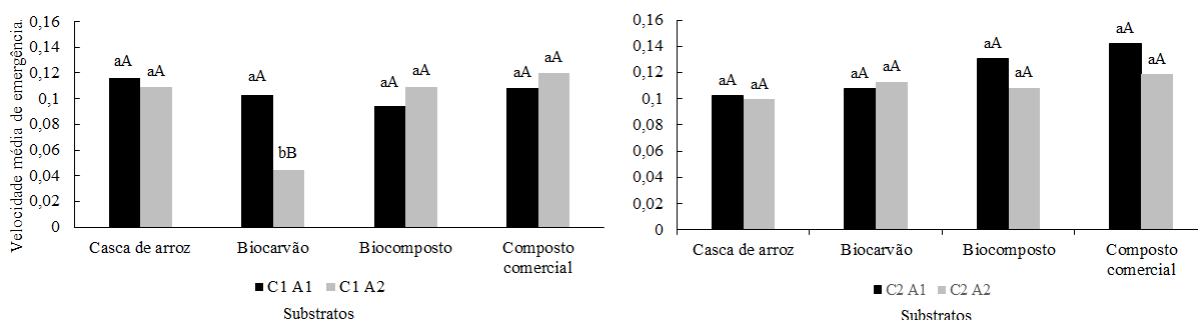 Velocidade média de emergência
0,16
0,14
0,12
0,1
0,08
0,06
0,04
0,02
0
aA aA
aA bB
aA aA
aA aA
Casca de arroz Biocarvão Biocomposto Composto comercial
C1 A1 C1 A2
Substratos
0,16
0,14
0,12
0,1
0,08
0,06
0,04
0,02
0
aA aA
aA aA
aA aA
aA aA
Casca de arroz Biocarvão Biocomposto Composto comercial
C2 A1 C2 A2
Substratos